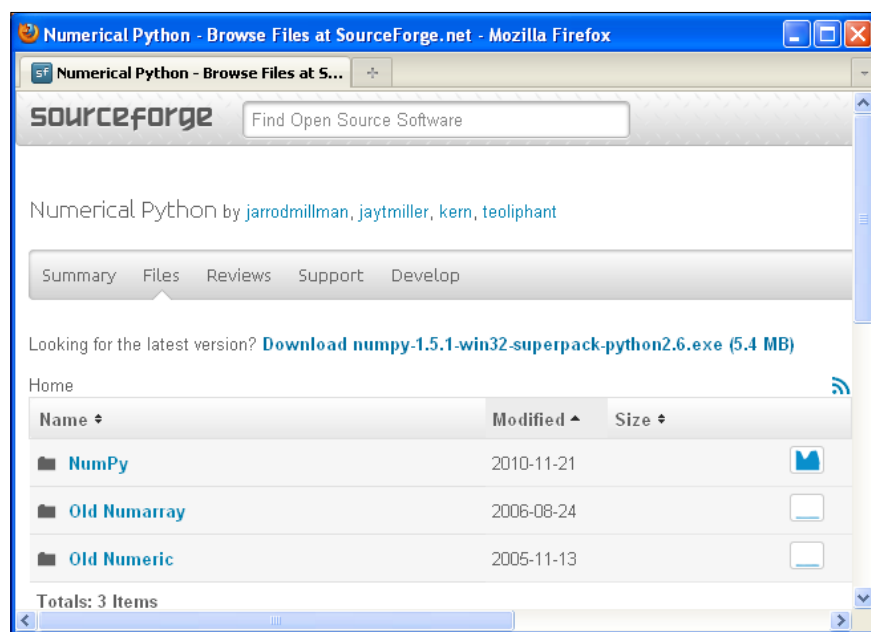 Numerical Python - Browse Files at SourceForge.net - Mozilla Firefox
sf Numerical Python - Browse Files at S...
sourceforge Find Open Source Software
Numerical Python by jarrodmillman, jaytmiller, kern, teoliphant
Summary Files Reviews Support Develop
Looking for the latest version? Download numpy-1.5.1-win32-superpack-python2.6.exe (5.4 MB)
Home
Name Modified Size
NumPy 2010-11-21
Old Numarray 2006-08-24
Old Numeric 2005-11-13
Totals: 3 Items